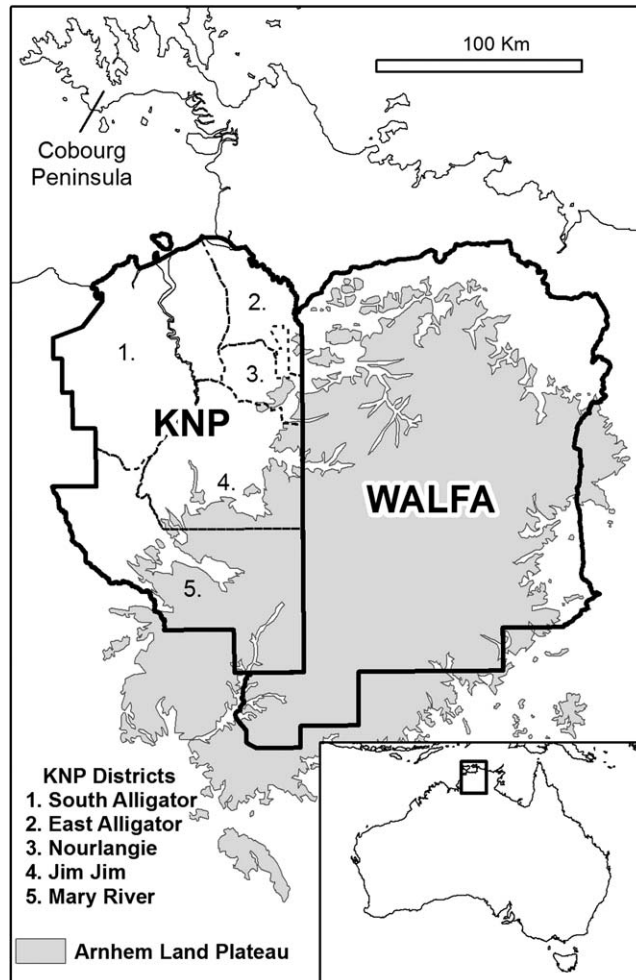 100 Km
Cobourg
Peninsula
2.
1.
3.
KNP
4.
WALFA
5.
KNP Districts
1. South Alligator
2. East Alligator
3. Nourlangie
4. Jim Jim
5. Mary River
Arnhem Land Plateau